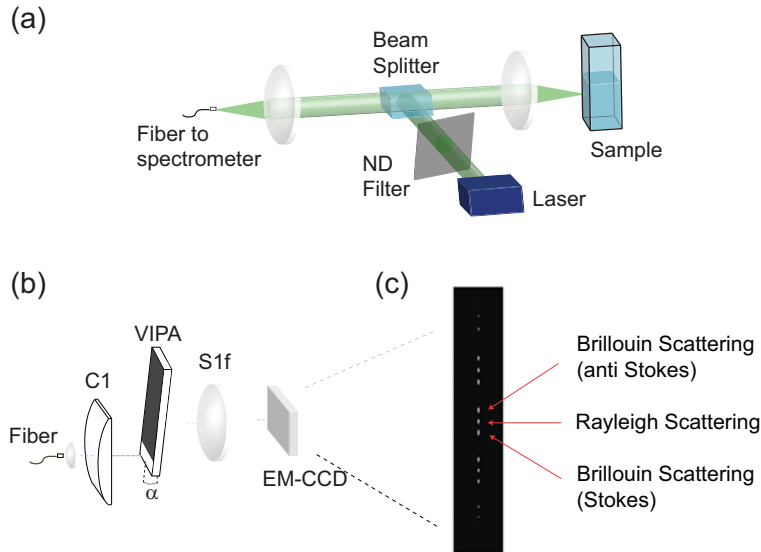 (a)
Beam
Splitter
Fiber to
spectrometer
ND
Filter
Laser
Sample
(b)
VIPA
S1f
C1
Fiber
α
EM-CCD
(c)
Brillouin Scattering
(anti Stokes)
Rayleigh Scattering
Brillouin Scattering
(Stokes)